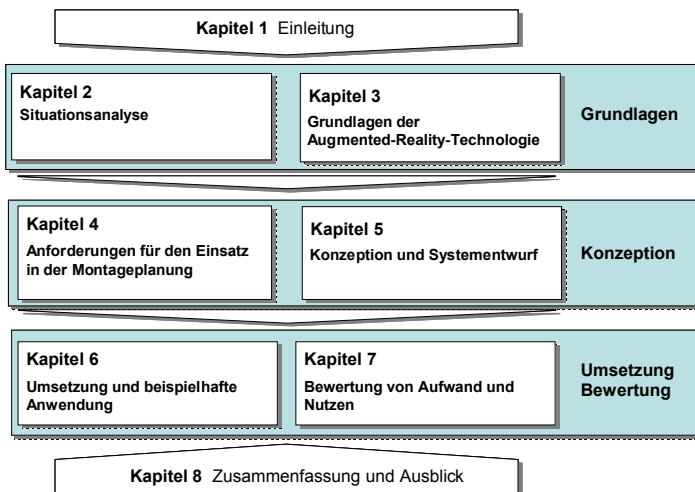 Kapitel 1 Einleitung
Kapitel 2
Situationsanalyse
Kapitel 3
Grundlagen der
Augmented-Reality-Technologie
Grundlagen
Kapitel 4
Anforderungen für den Einsatz
in der Montageplanung
Kapitel 5
Konzeption und Systementwurf
Konzeption
Kapitel 6
Umsetzung und beispielhafte
Anwendung
Kapitel 7
Bewertung von Aufwand und
Nutzen
Umsetzung
Bewertung
Kapitel 8 Zusammenfassung und Ausblick